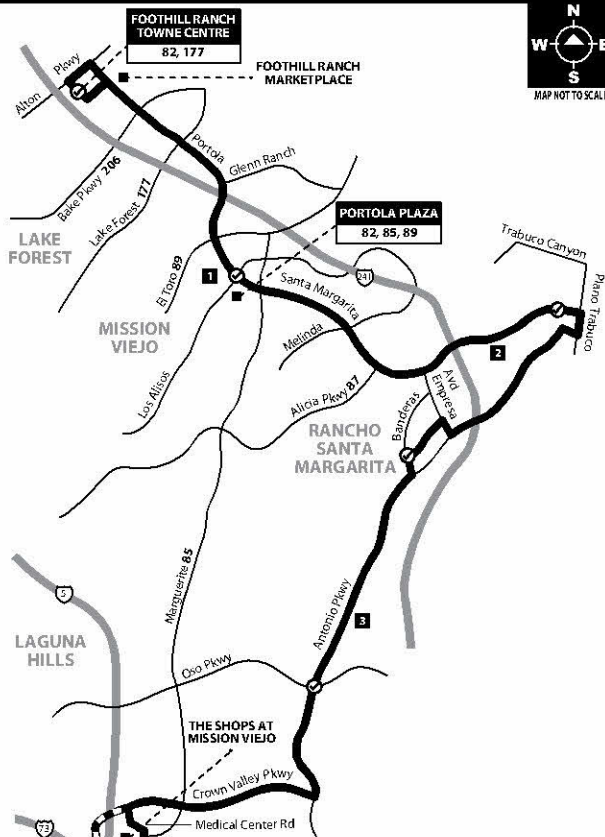 FOOTHILL RANCH
TOWNE CENTRE
82, 177
N
W
E
S
MAP NOT TO SCALE
FOOTHILL RANCH
MARKETPLACE
Alton
Pkwy
Portola
Glenn Ranch
Bake Pkwy 206
Lake Forest 177
LAKE
FOREST
PORTOLA PLAZA
82, 85, 89
Trabuco Canyon
El Toro 89
1
241
Santa Margarita
Plano Trabuco
MISSION
VIEJO
Melinda
2
Los Alisos
Alicia Pkwy 87
Avd
Empresa
Banderas
RANCHO
SANTA
MARGARITA
Marguerite 85
5
Antonio Pkwy
3
LAGUNA
HILLS
Oso Pkwy
THE SHOPS AT
MISSION VIEJO
Crown Valley Pkwy
73
Medical Center Rd